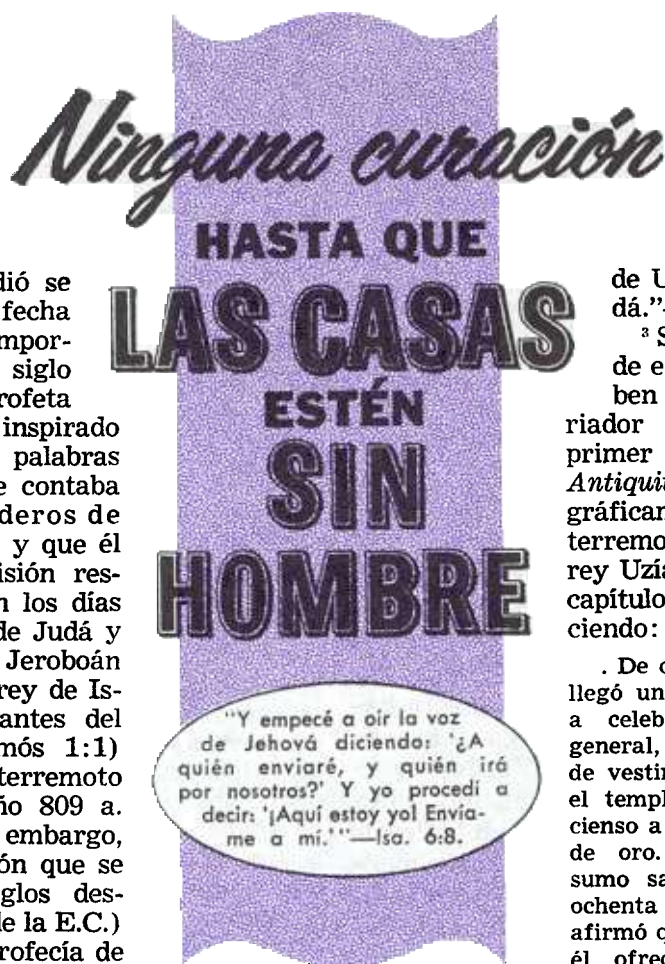 Ninguna curación
HASTA QUE
LAS CASAS
ESTÉN
SIN
HOMBRE
"Y empecé a oír la voz
de Jehová diciendo: '¿A
quién enviaré, y quién irá
por nosotros?' Y yo procedí a
decir: '¡Aquí estoy yo! Envía-
me a mí.'"—Isa. 6:8.
dió se
fecha
mpor-
siglo
rofeta
inspirado
palabras
e contaba
deros de
y que él
isión res-
n los días
de Judá y
Jeroboán
rey de Is-
antes del
mós 1:1)
terremoto
ño 809 a.
embargo,
ón que se
glos des-
de la E.C.)
rofecía de
de U
dá."-
³ S
de e
ben
riador
primer
Antiqui
gráfican
terremo
rey Uzía
capítulo
ciendo:
. De c
llegó un
a celeb
general,
de vestir
el templ
cienso a
de oro.
sumo sa
ochenta
afirmó q
él ofrec